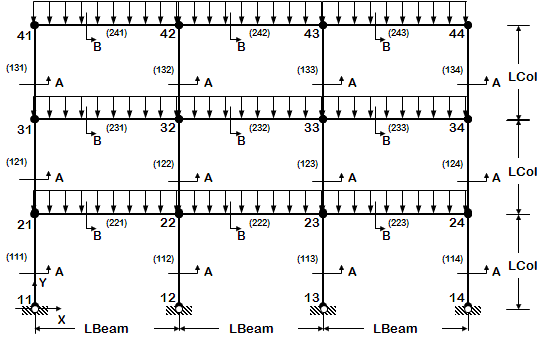 41 (241) 42 (242) 43 (243) 44
B B B
(131) A (132) A (133) A (134) A LCol
31 (231) 32 (232) 33 (233) 34
B B B
(121) A (122) A (123) A (124) A LCol
21 (221) 22 (222) 23 (223) 24
B B B
(111) A (112) A (113) A (114) A LCol
Y
11 12 13 14
X
LBeam LBeam LBeam